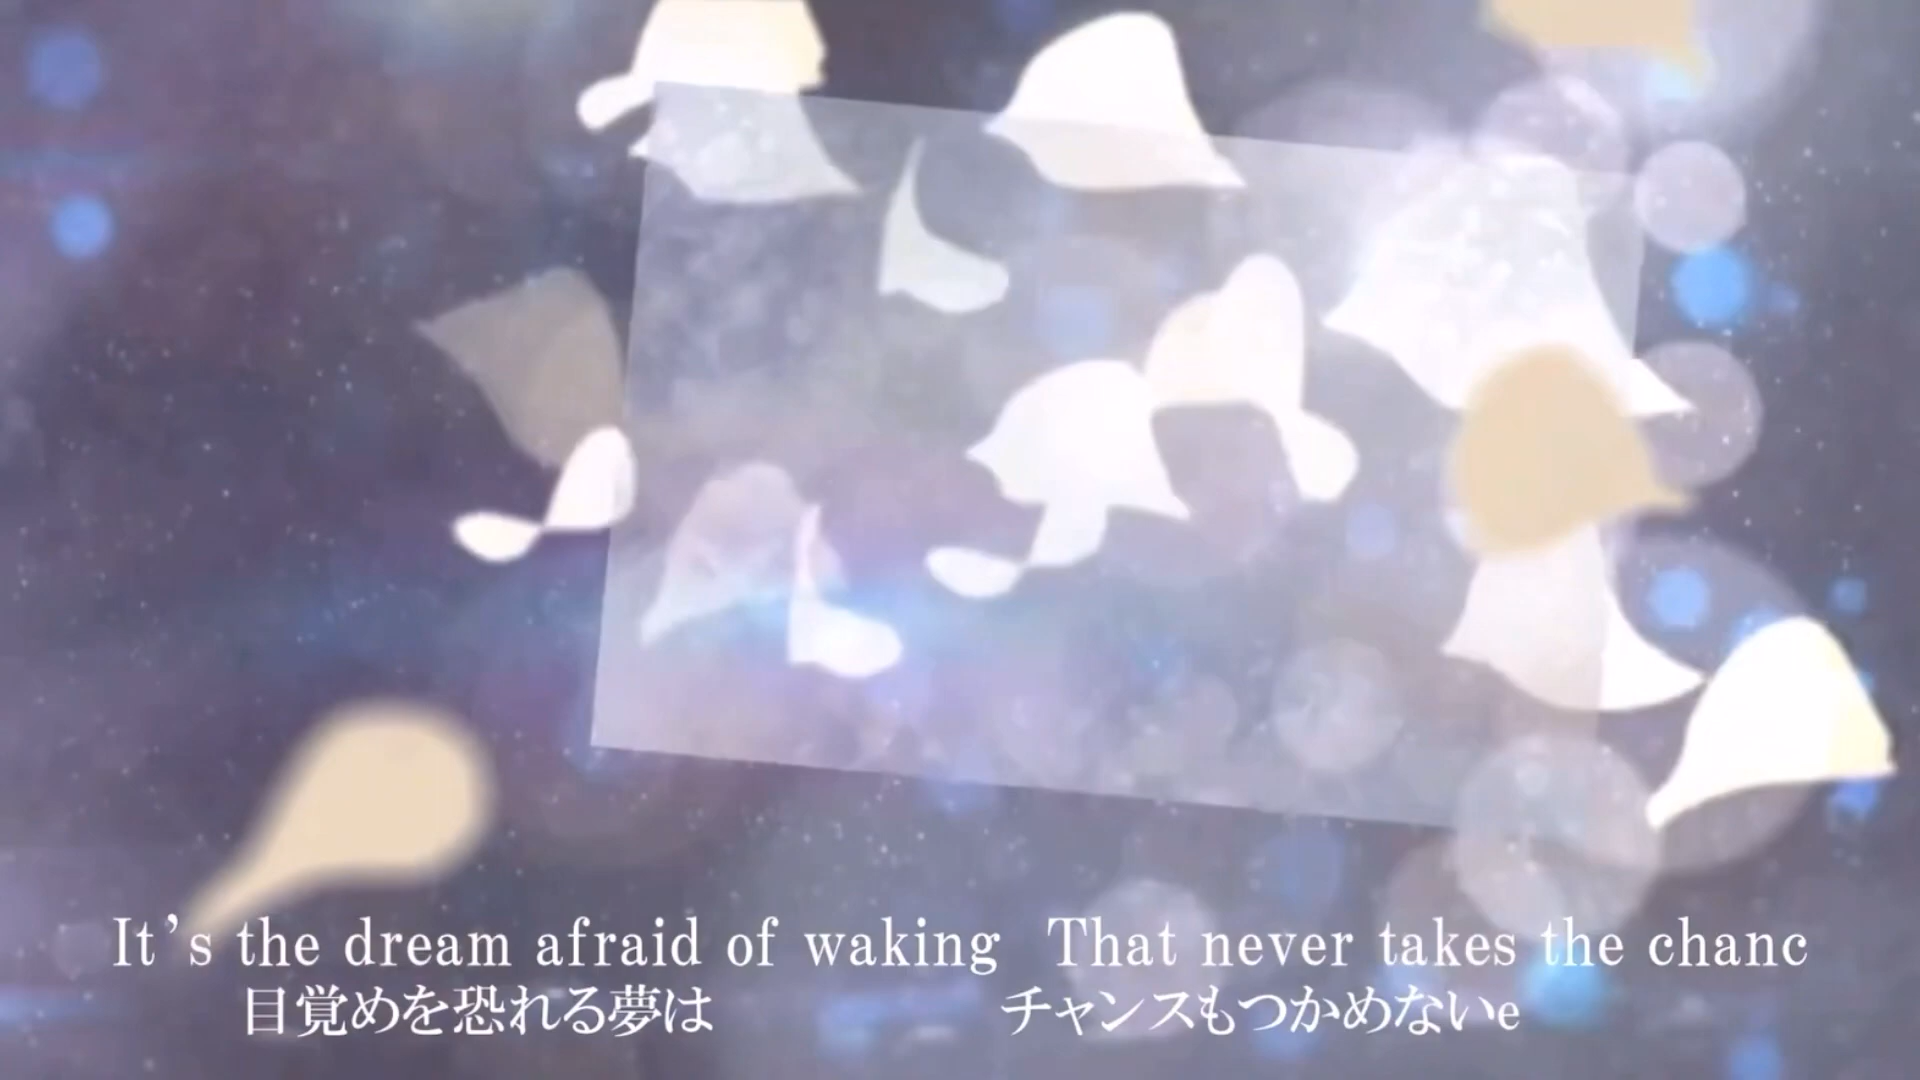 It's the dream afraid of waking That never takes the chanc
目覚めを恐れる夢は チャンスもつかめないe